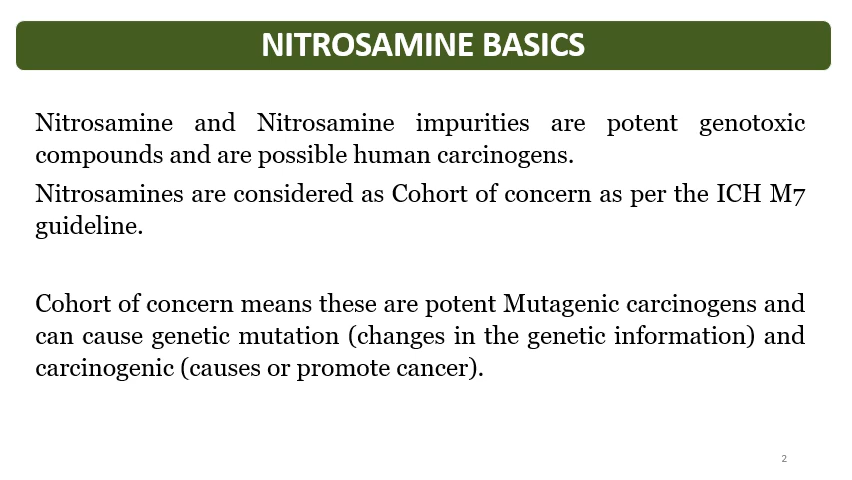 NITROSAMINE BASICS
Nitrosamine and Nitrosamine impurities are potent genotoxic
compounds and are possible human carcinogens.
Nitrosamines are considered as Cohort of concern as per the ICH M7
guideline.
Cohort of concern means these are potent Mutagenic carcinogens and
can cause genetic mutation (changes in the genetic information) and
carcinogenic (causes or promote cancer).
2